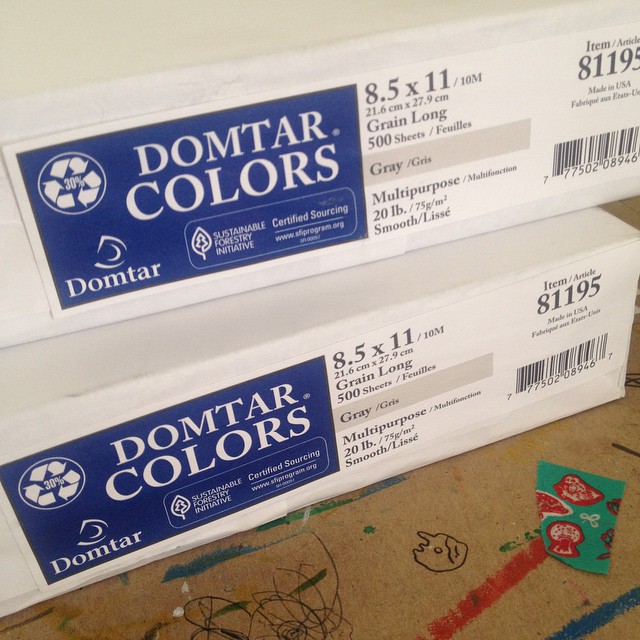 DOMTAR®
COLORS
30%
Domtar
SUSTAINABLE
FORESTRY
INITIATIVE
Certified Sourcing
www.sfiprogram.org
8.5 x 11 / 10M
21.6 cm x 27.9 cm
Grain Long
500 Sheets / Feuilles
Gray /Gris
Multipurpose / Multifonction
20 lb. / 75g/m²
Smooth/Lissé
Item / Article
81195
Made in USA
Fabriqué aux États-Unis
7 77502 08946
DOMTAR®
COLORS
30%
Domtar
SUSTAINABLE
FORESTRY
INITIATIVE
Certified Sourcing
www.sfiprogram.org
8.5 x 11 / 10M
21.6 cm x 27.9 cm
Grain Long
500 Sheets / Feuilles
Gray /Gris
Multipurpose / Multifonction
20 lb. / 75g/m²
Smooth/Lissé
Item / Article
81195
Made in USA
Fabriqué aux États-Unis
7 77502 08946 7